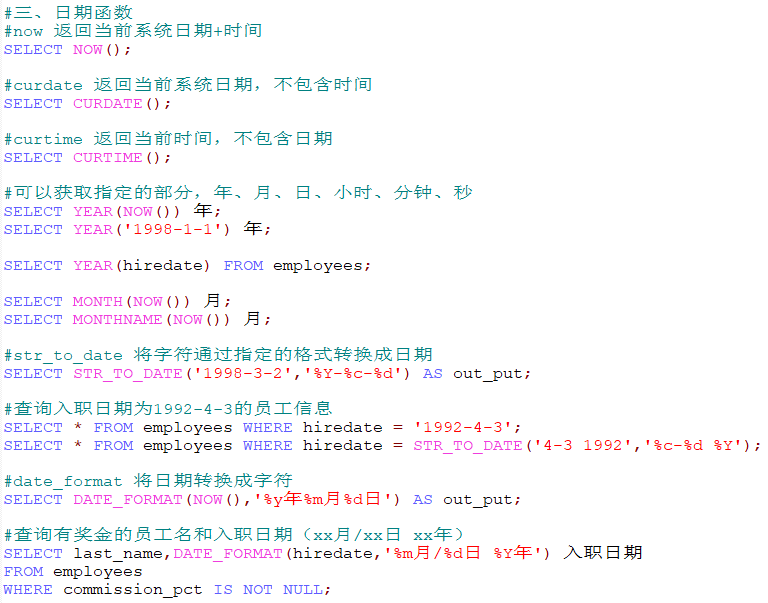 #三、日期函数
#now 返回当前系统日期+时间
SELECT NOW();
#curdate 返回当前系统日期，不包含时间
SELECT CURDATE();
#curtime 返回当前时间，不包含日期
SELECT CURTIME();
#可以获取指定的部分，年、月、日、小时、分钟、秒
SELECT YEAR(NOW()) 年;
SELECT YEAR('1998-1-1') 年;
SELECT YEAR(hiredate) FROM employees;
SELECT MONTH(NOW()) 月;
SELECT MONTHNAME(NOW()) 月;
#str_to_date 将字符通过指定的格式转换成日期
SELECT STR_TO_DATE('1998-3-2','%Y-%c-%d') AS out_put;
#查询入职日期为1992-4-3的员工信息
SELECT * FROM employees WHERE hiredate = '1992-4-3';
SELECT * FROM employees WHERE hiredate = STR_TO_DATE('4-3 1992','%c-%d %Y');
#date_format 将日期转换成字符
SELECT DATE_FORMAT(NOW(),'%y年%m月%d日') AS out_put;
#查询有奖金的员工名和入职日期（xx月/xx日 xx年）
SELECT last_name,DATE_FORMAT(hiredate,'%m月/%d日 %Y年') 入职日期
FROM employees
WHERE commission_pct IS NOT NULL;